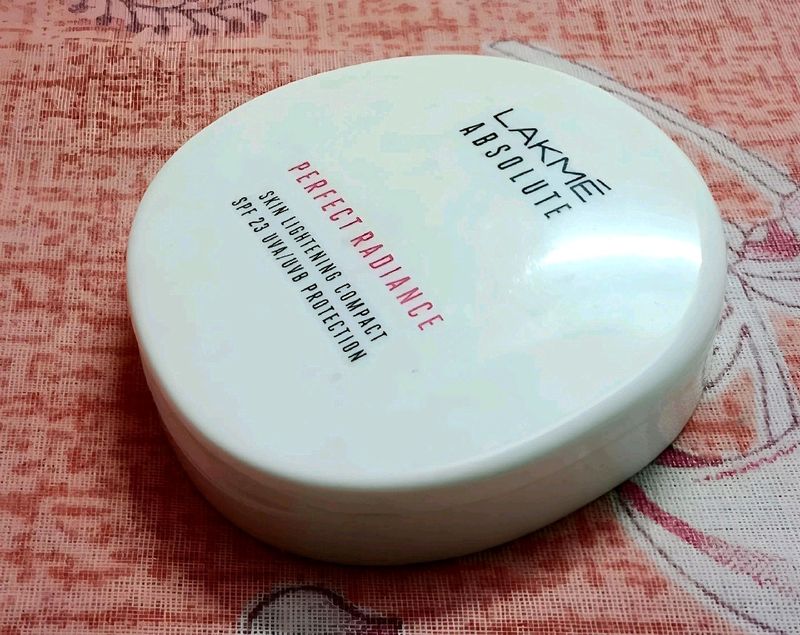 LAKMÉ
ABSOLUTE
PERFECT RADIANCE
SKIN LIGHTENING COMPACT
SPF 23 UVA/UVB PROTECTION